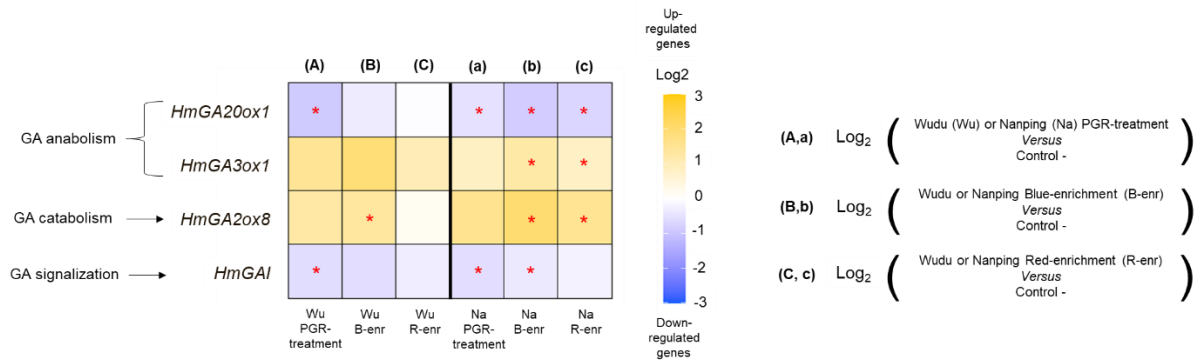 Up-
regulated
genes
(A) (B) (C) (a) (b) (c)
Log2
GA anabolism
HmGA20ox1 * * * *
HmGA3ox1 * *
GA catabolism
HmGA2ox8 * * *
GA signalization
HmGAI * * *
3
2
1
0
-1
-2
-3
Wu
PGR-
treatment
Wu
B-enr
Wu
R-enr
Na
PGR-
treatment
Na
B-enr
Na
R-enr
Down-
regulated
genes
(A,a) Log2 ( Wudu (Wu) or Nanping (Na) PGR-treatment )
Versus
Control -
(B,b) Log2 ( Wudu or Nanping Blue-enrichment (B-enr) )
Versus
Control -
(C, c) Log2 ( Wudu or Nanping Red-enrichment (R-enr) )
Versus
Control -